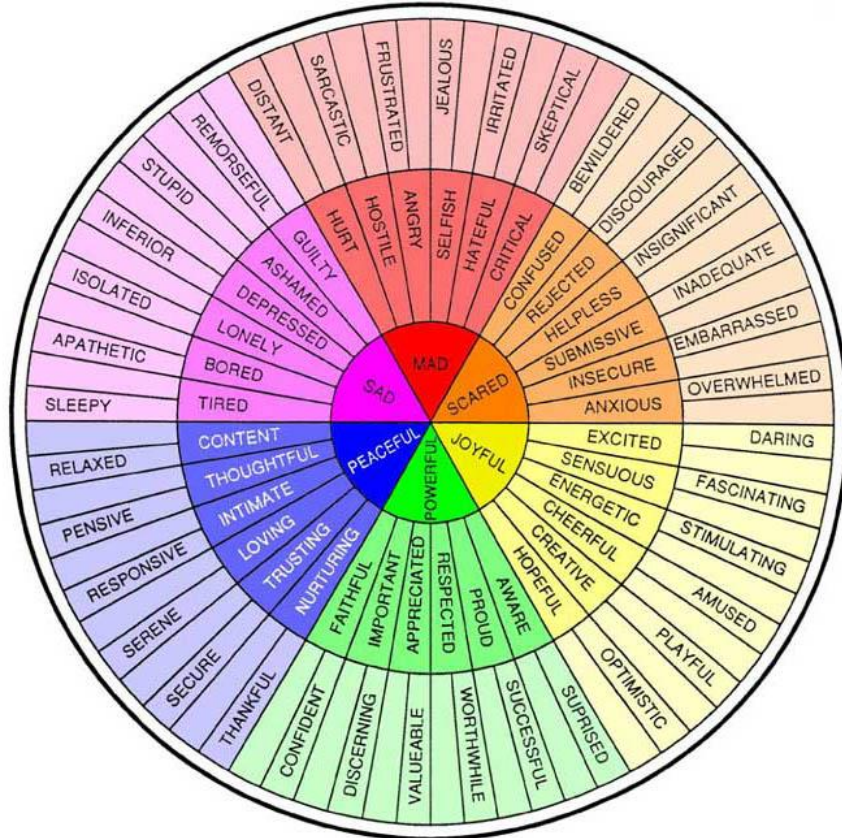 MAD
SCARED
JOYFUL
POWERFUL
PEACEFUL
SAD
HURT
HOSTILE
ANGRY
SELFISH
HATEFUL
CRITICAL
CONFUSED
REJECTED
HELPLESS
SUBMISSIVE
INSECURE
ANXIOUS
EXCITED
SENSUOUS
ENERGETIC
CHEERFUL
CREATIVE
HOPEFUL
AWARE
PROUD
RESPECTED
APPRECIATED
IMPORTANT
FAITHFUL
NURTURING
TRUSTING
LOVING
INTIMATE
THOUGHTFUL
CONTENT
TIRED
BORED
LONELY
DEPRESSED
ASHAMED
GUILTY
DISTANT
SARCASTIC
FRUSTRATED
JEALOUS
IRRITATED
SKEPTICAL
BEWILDERED
DISCOURAGED
INSIGNIFICANT
INADEQUATE
EMBARRASSED
OVERWHELMED
DARING
FASCINATING
STIMULATING
AMUSED
PLAYFUL
OPTIMISTIC
SUPRISED
SUCCESSFUL
WORTHWHILE
VALUEABLE
DISCERNING
CONFIDENT
THANKFUL
SECURE
SERENE
RESPONSIVE
PENSIVE
RELAXED
SLEEPY
APATHETIC
ISOLATED
INFERIOR
STUPID
REMORSEFUL